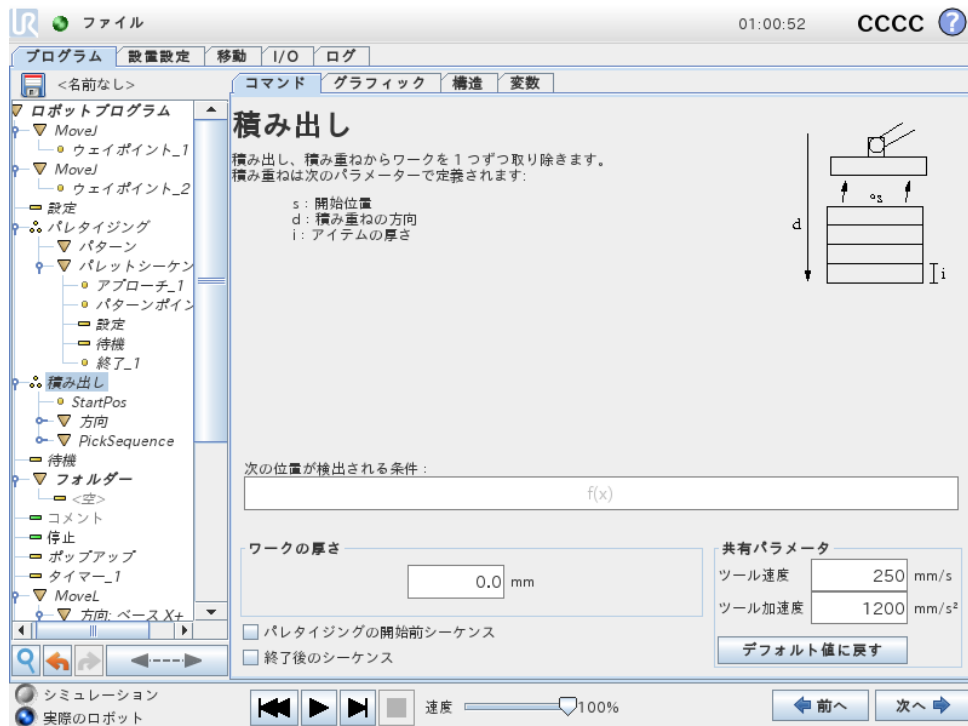 UR ファイル 01:00:52 CCCC ?
プログラム 設置設定 移動 I/O ログ
<名前なし>
コマンド グラフィック 構造 変数
ロボットプログラム
MoveJ
ウェイポイント_1
MoveJ
ウェイポイント_2
設定
パレタイジング
パターン
パレットシーケン
アプローチ_1
パターンポイン
設定
待機
終了_1
積み出し
StartPos
方向
PickSequence
待機
フォルダー
<空>
コメント
停止
ポップアップ
タイマー_1
MoveL
方向: ベース X+
積み出し
積み出し、積み重ねからワークを１つずつ取り除きます。
積み重ねは次のパラメーターで定義されます:
s : 開始位置
d : 積み重ねの方向
i : アイテムの厚さ
s
d
i
次の位置が検出される条件 :
f(x)
ワークの厚さ
0.0 mm
共有パラメータ
ツール速度 250 mm/s
ツール加速度 1200 mm/s²
デフォルト値に戻す
パレタイジングの開始前シーケンス
終了後のシーケンス
シミュレーション
実際のロボット
速度 100%
前へ 次へ